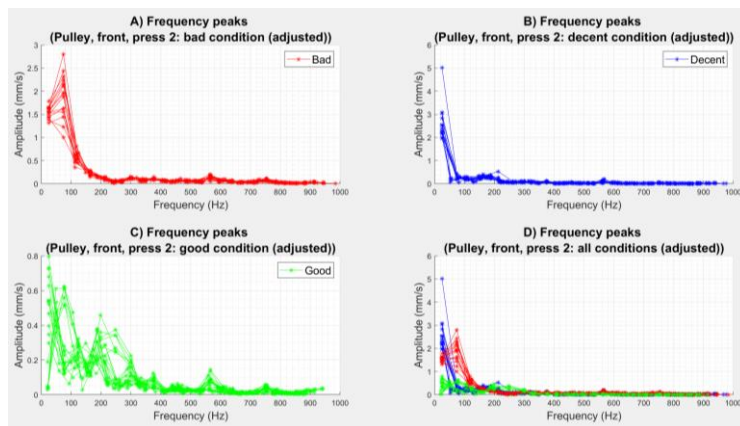 A) Frequency peaks
(Pulley, front, press 2: bad condition (adjusted))
3
2.5
2
1.5
1
0.5
0
Amplitude (mm/s)
Bad
0 100 200 300 400 500 600 700 800 900 1000
Frequency (Hz)
B) Frequency peaks
(Pulley, front, press 2: decent condition (adjusted))
6
5
4
3
2
1
0
Amplitude (mm/s)
Decent
0 100 200 300 400 500 600 700 800 900 1000
Frequency (Hz)
C) Frequency peaks
(Pulley, front, press 2: good condition (adjusted))
0.8
0.6
0.4
0.2
0
Amplitude (mm/s)
Good
0 100 200 300 400 500 600 700 800 900 1000
Frequency (Hz)
D) Frequency peaks
(Pulley, front, press 2: all conditions (adjusted))
6
5
4
3
2
1
0
Amplitude (mm/s)
0 100 200 300 400 500 600 700 800 900 1000
Frequency (Hz)